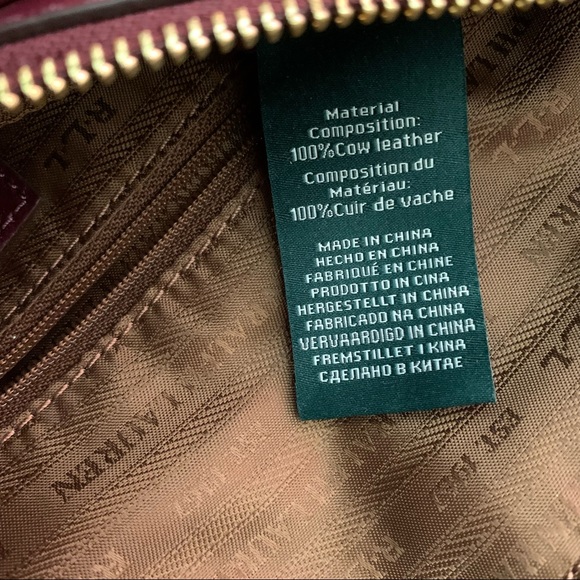 Material
Composition:
100%Cow leather
Composition du
Matériau:
100%Cuir de vache
MADE IN CHINA
HECHO EN CHINA
FABRIQUÉ EN CHINE
PRODOTTO IN CINA
HERGESTELLT IN CHINA
FABRICADO NA CHINA
VERVAARDIGD IN CHINA
FREMSTILLET I KINA
СДЕЛАНО В КИТАЕ
R.L.L
LAUREN